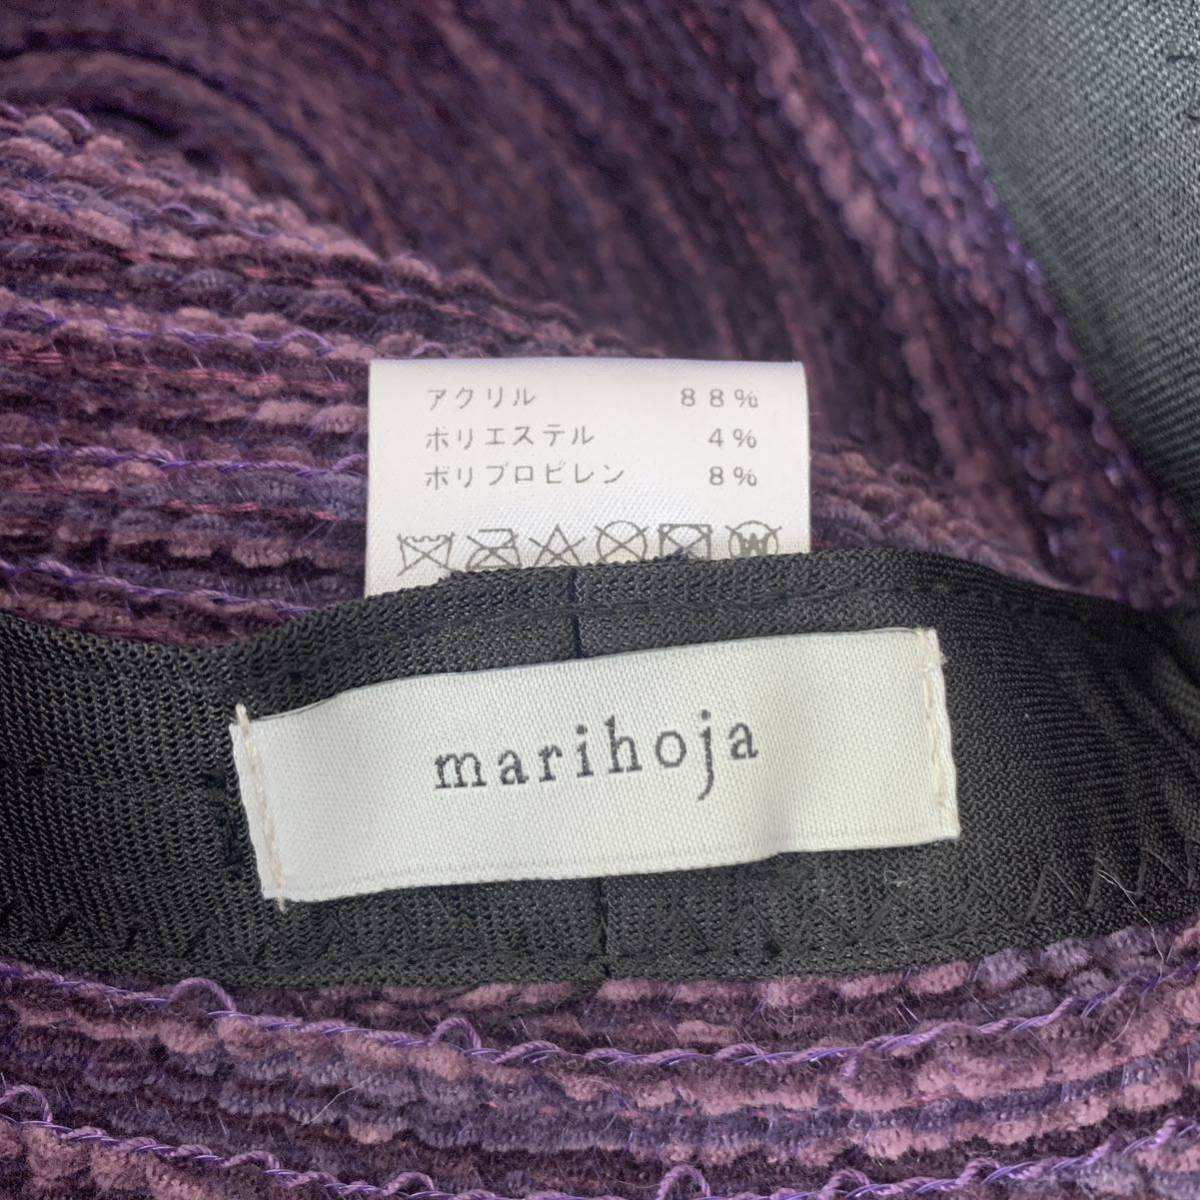 アクリル 88%
ポリエステル 4%
ポリプロピレン 8%
W
marihoja